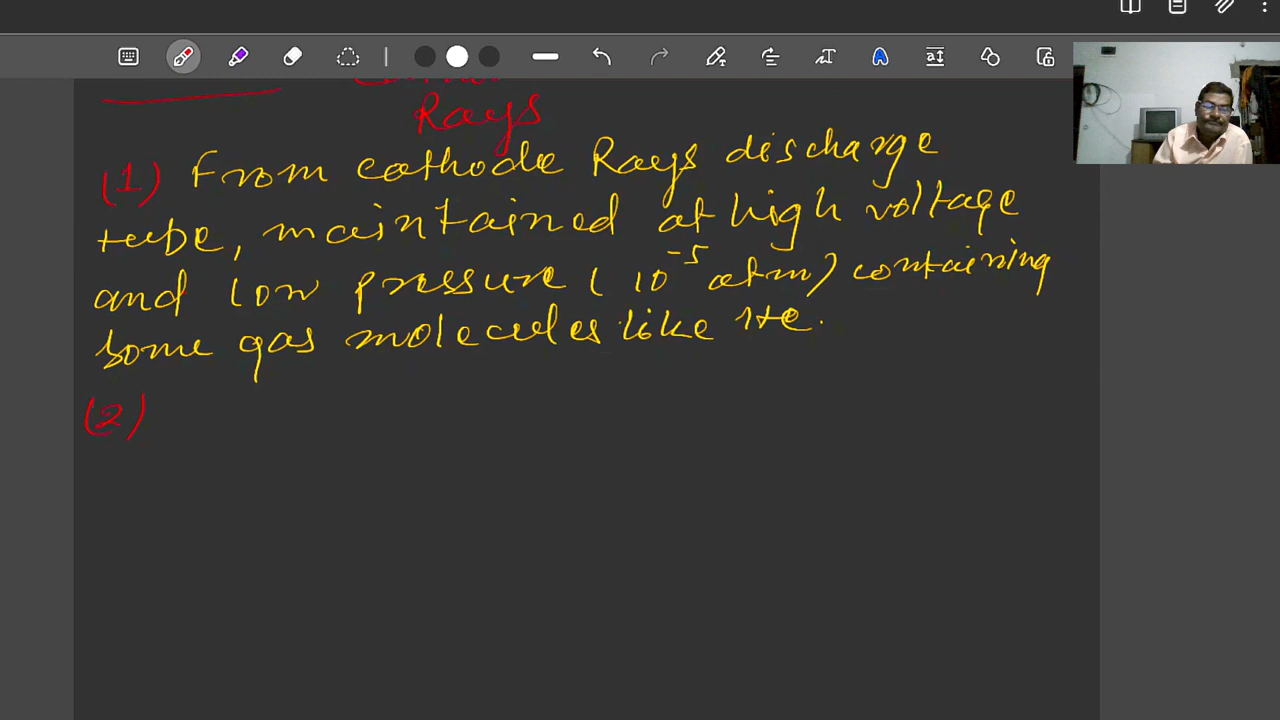 Rays
(1) From cathode Rays discharge
tube, maintained at high voltage
and low pressure (10⁻⁵ atm) containing
some gas molecules like He.
(2)